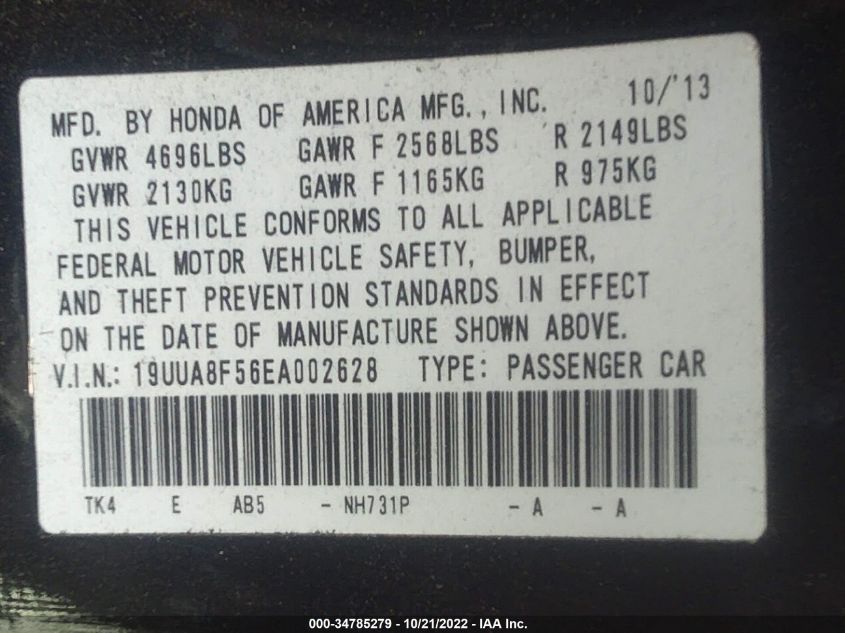 MFD. BY HONDA OF AMERICA MFG., INC. 10/'13
GVWR 4696LBS GAWR F 2568LBS R 2149LBS
GVWR 2130KG GAWR F 1165KG R 975KG
THIS VEHICLE CONFORMS TO ALL APPLICABLE
FEDERAL MOTOR VEHICLE SAFETY, BUMPER,
AND THEFT PREVENTION STANDARDS IN EFFECT
ON THE DATE OF MANUFACTURE SHOWN ABOVE.
V.I.N.: 19UUA8F56EA002628 TYPE: PASSENGER CAR
TK4 E AB5 - NH731P - A - A
000-34785279 - 10/21/2022 - IAA Inc.